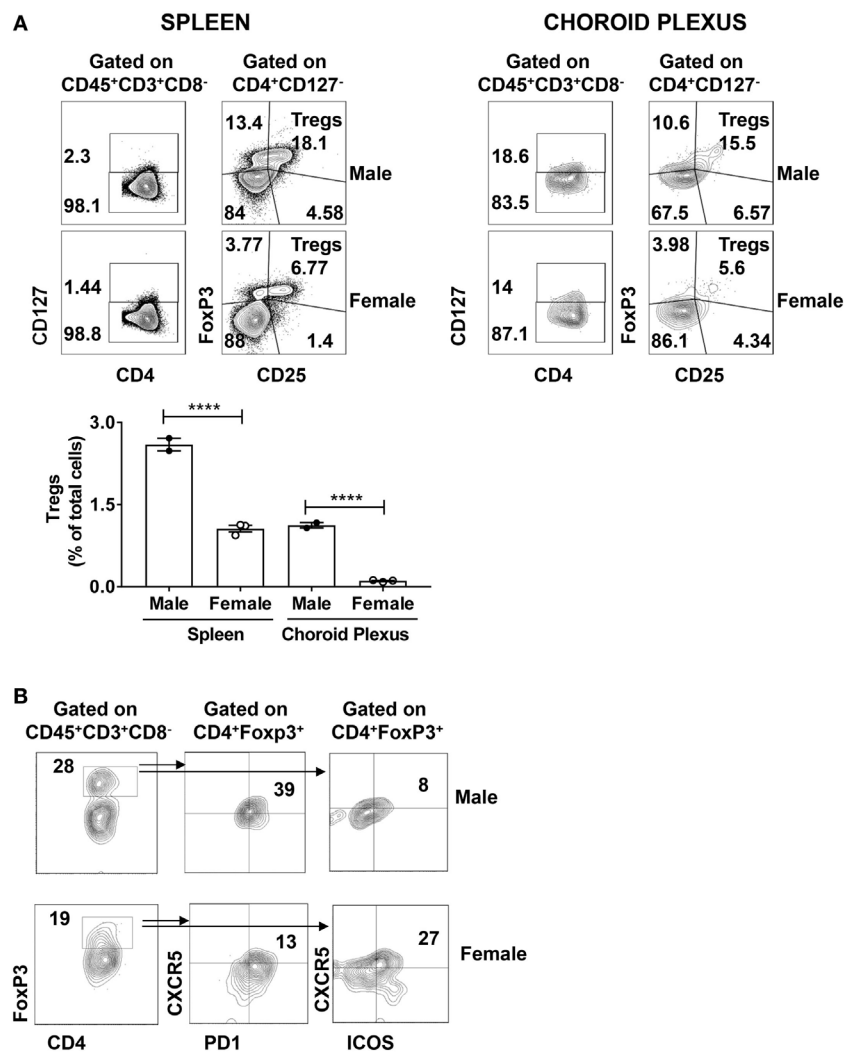 A
SPLEEN
CHOROID PLEXUS
Gated on
CD45⁺CD3⁺CD8⁻
Gated on
CD4⁺CD127⁻
Gated on
CD45⁺CD3⁺CD8⁻
Gated on
CD4⁺CD127⁻
2.3
98.1
13.4
Tregs
18.1
84
4.58
Male
18.6
83.5
10.6
Tregs
15.5
67.5
6.57
Male
1.44
98.8
3.77
Tregs
6.77
88
1.4
Female
14
87.1
3.98
Tregs
5.6
86.1
4.34
Female
CD127
FoxP3
CD127
FoxP3
CD4
CD25
CD4
CD25
Tregs
(% of total cells)
3.0
1.5
0.0
****
****
Male
Female
Male
Female
Spleen
Choroid Plexus
B
Gated on
CD45⁺CD3⁺CD8⁻
Gated on
CD4⁺Foxp3⁺
Gated on
CD4⁺FoxP3⁺
28
39
8
Male
19
13
27
Female
FoxP3
CXCR5
CXCR5
CD4
PD1
ICOS